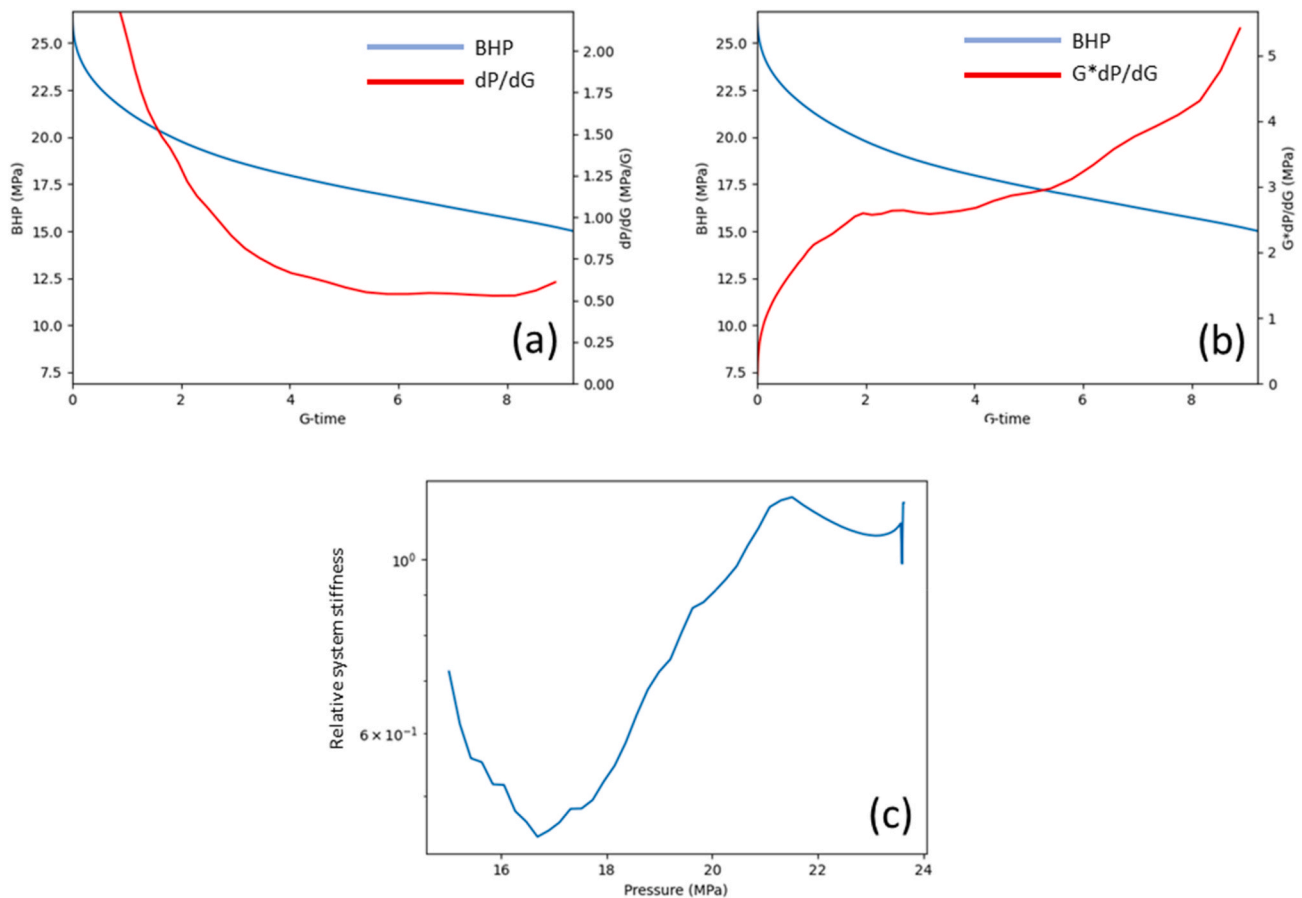 BHP
dP/dG
25.0
22.5
20.0
17.5
15.0
12.5
10.0
7.5
BHP (MPa)
2.00
1.75
1.50
1.25
1.00
0.75
0.50
0.25
0.00
dP/dG (MPa/G)
(a)
0 2 4 6 8
G-time
BHP
G*dP/dG
25.0
22.5
20.0
17.5
15.0
12.5
10.0
7.5
BHP (MPa)
5
4
3
2
1
0
G*dP/dG (MPa)
(b)
0 2 4 6 8
G-time
Relative system stiffness
10⁰
6 × 10⁻¹
(c)
16 18 20 22 24
Pressure (MPa)